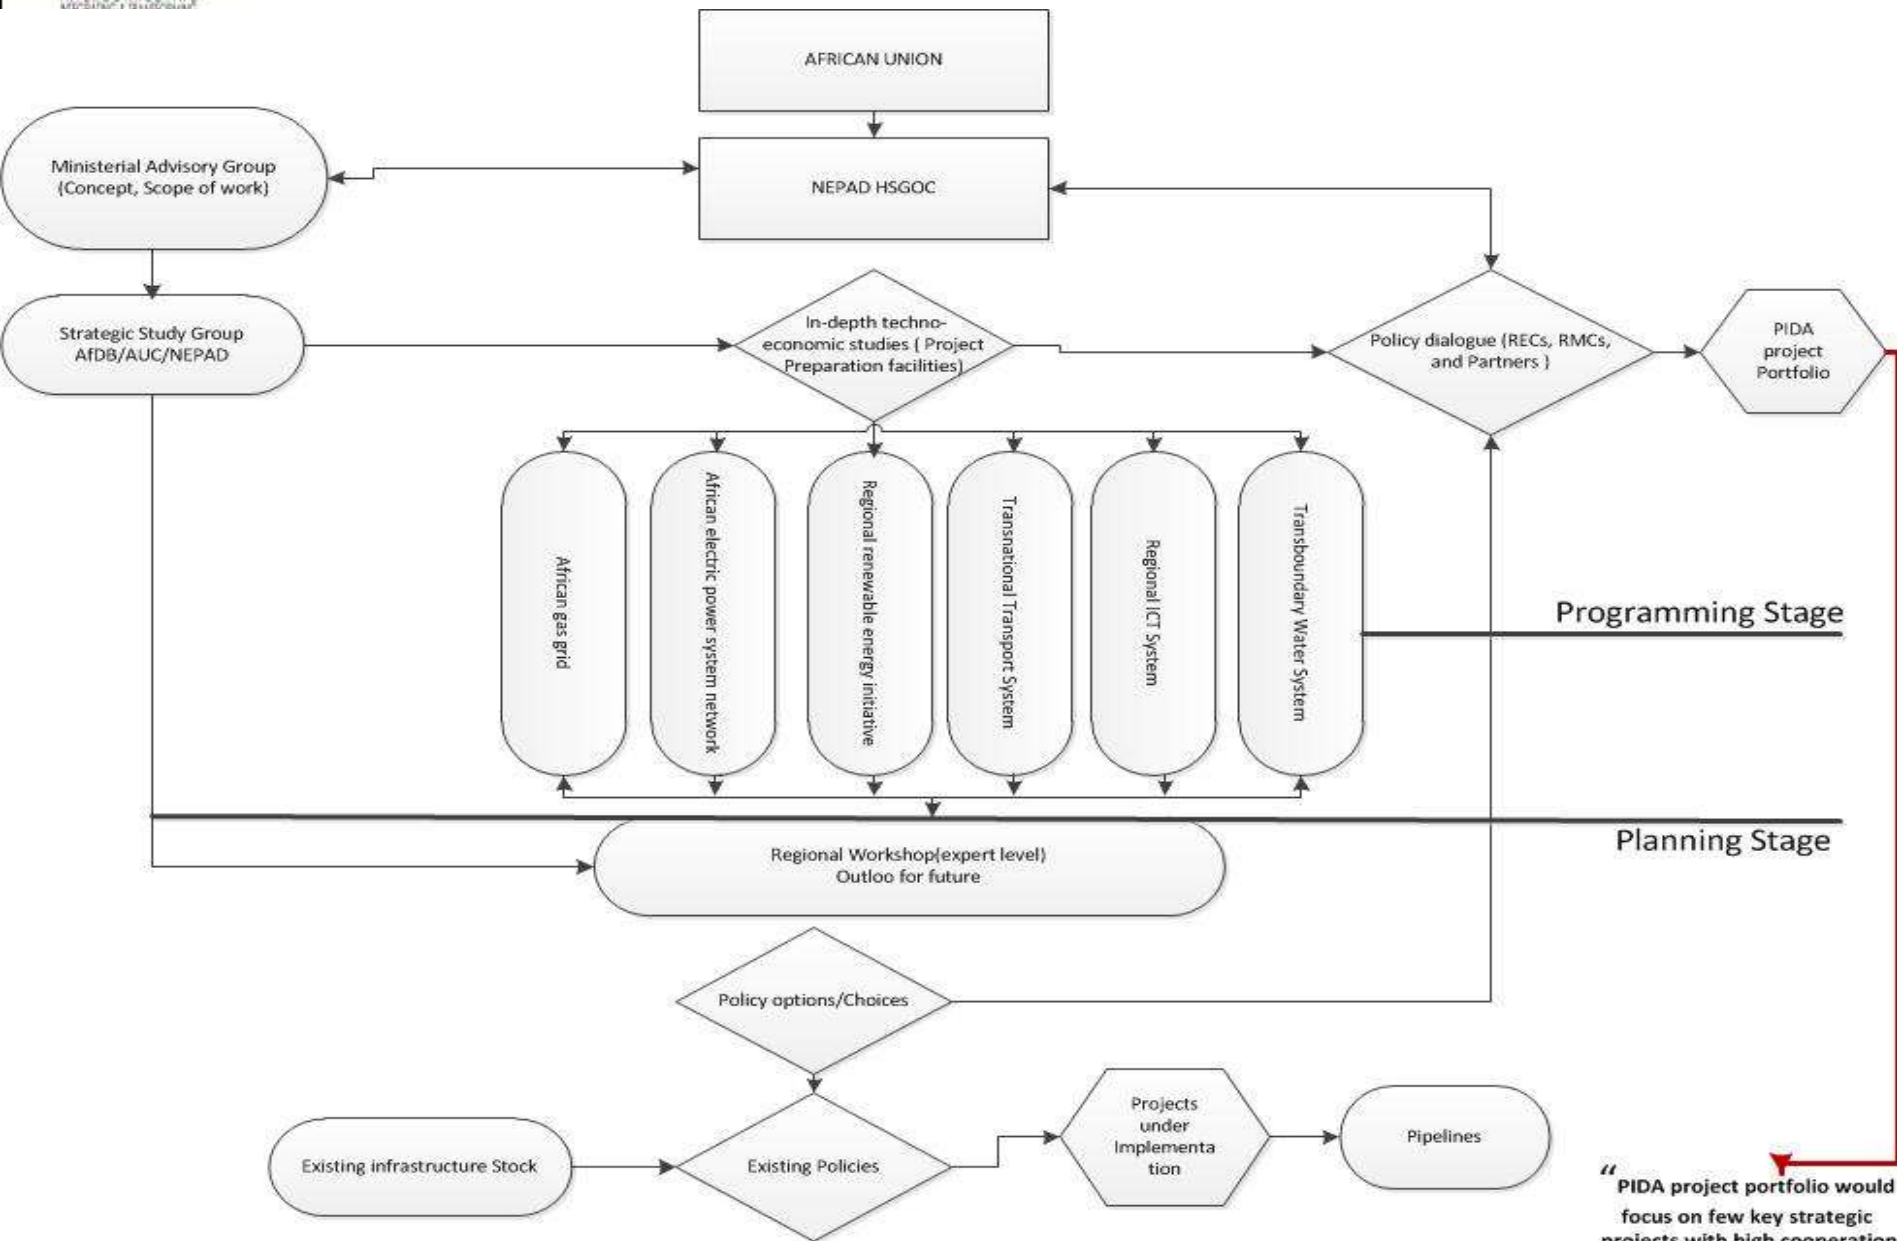 AFRICAN UNION
Ministerial Advisory Group
(Concept, Scope of work)
NEPAD HSGOC
Strategic Study Group
AfDB/AUC/NEPAD
In-depth techno-
economic studies ( Project
Preparation facilities)
Policy dialogue (RECs, RMCs,
and Partners )
PIDA
project
Portfolio
African gas grid
African electric power system network
Regional renewable energy initiative
Transnational Transport System
Regional ICT System
Transboundary Water System
Programming Stage
Planning Stage
Regional Workshop(expert level)
Outloo for future
Policy options/Choices
Existing infrastructure Stock
Existing Policies
Projects
under
Implementa
tion
Pipelines
“PIDA project portfolio would
focus on few key strategic
projects with high cooperation